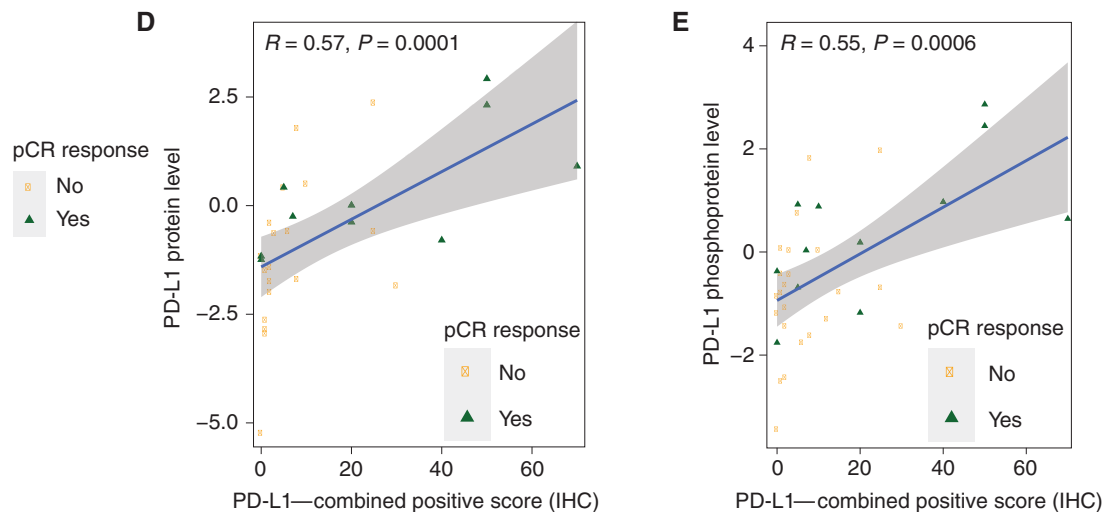 D
R = 0.57, P = 0.0001
2.5
0.0
−2.5
−5.0
PD-L1 protein level
pCR response
No
Yes
pCR response
No
Yes
0 20 40 60
PD-L1—combined positive score (IHC)
E
R = 0.55, P = 0.0006
4
2
0
−2
PD-L1 phosphoprotein level
pCR response
No
Yes
0 20 40 60
PD-L1—combined positive score (IHC)